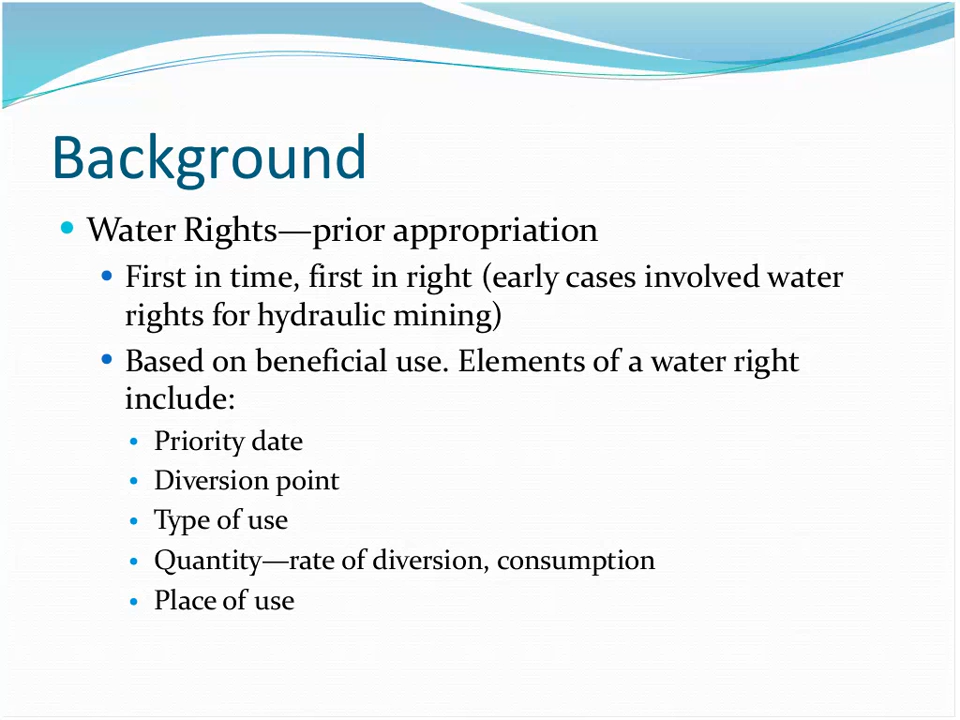 Background
• Water Rights—prior appropriation
• First in time, first in right (early cases involved water
rights for hydraulic mining)
• Based on beneficial use. Elements of a water right
include:
• Priority date
• Diversion point
• Type of use
• Quantity—rate of diversion, consumption
• Place of use